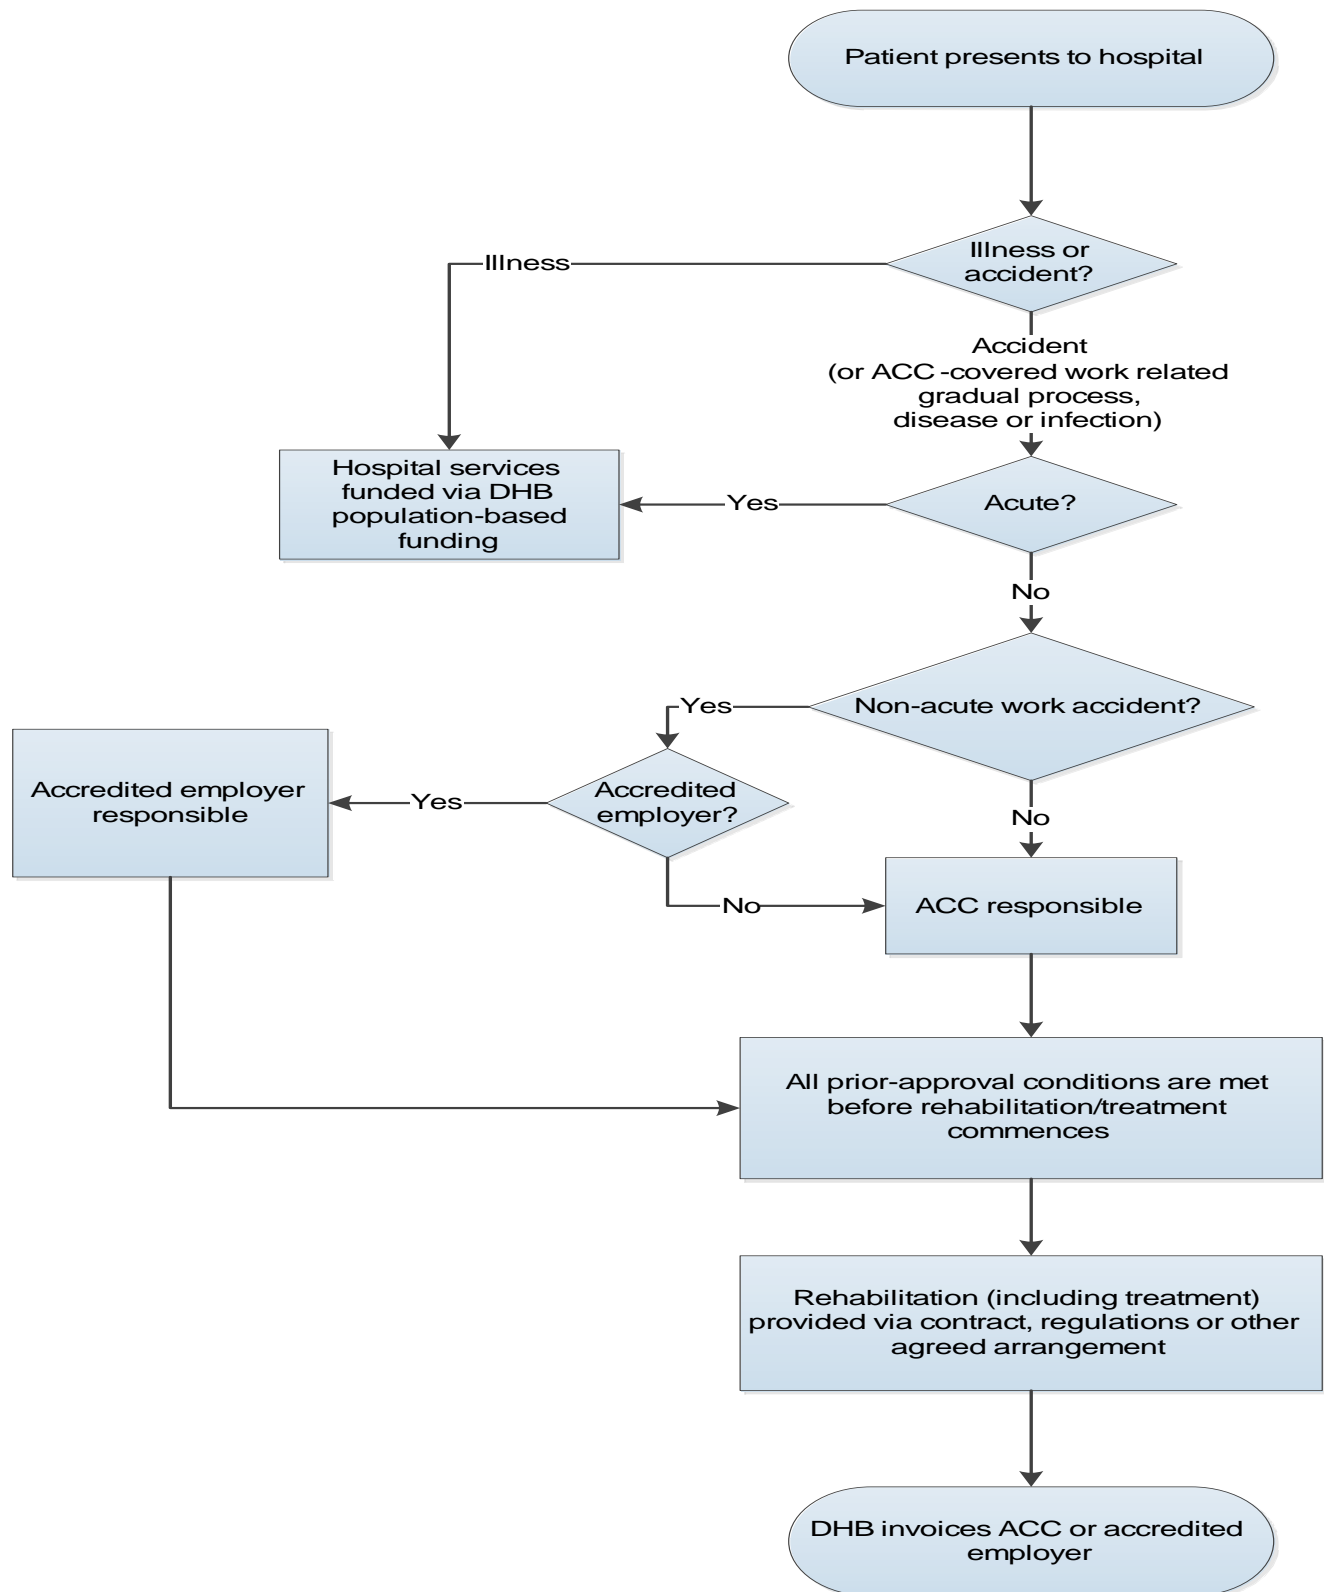 Patient presents to hospital
Illness or
accident?
Illness
Accident
(or ACC-covered work related
gradual process,
disease or infection)
Hospital services
funded via DHB
population-based
funding
Yes
Acute?
No
Non-acute work accident?
Yes
Accredited employer
responsible
Yes
Accredited
employer?
No
No
ACC responsible
All prior-approval conditions are met
before rehabilitation/treatment
commences
Rehabilitation (including treatment)
provided via contract, regulations or other
agreed arrangement
DHB invoices ACC or accredited
employer